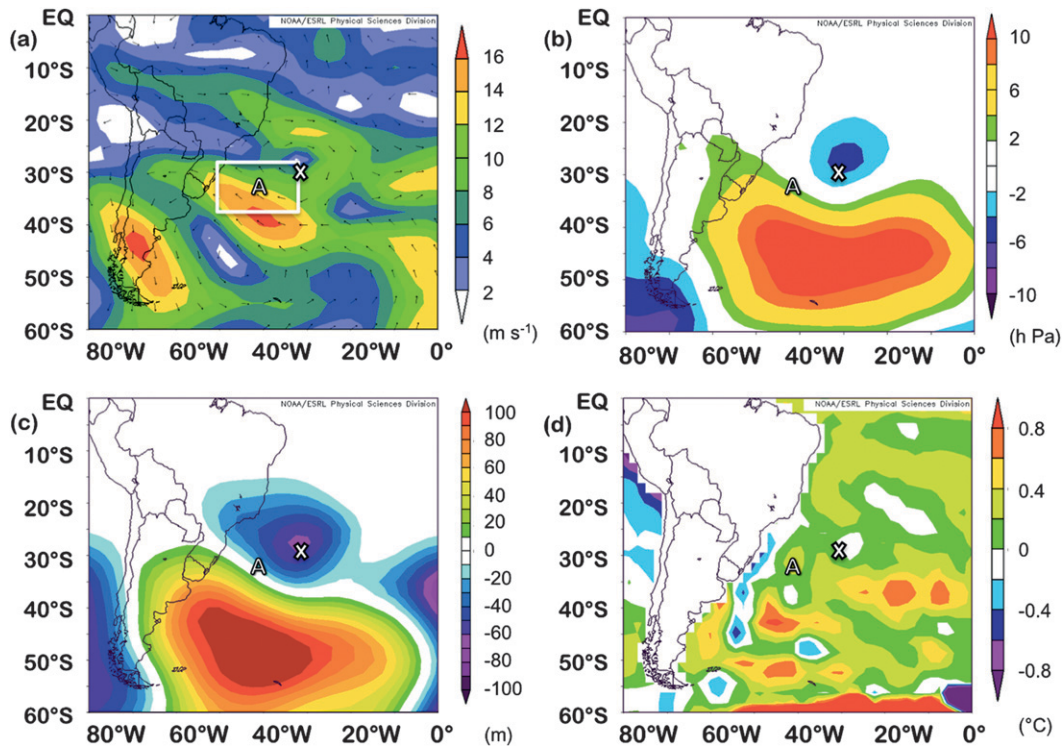 (a)
NOAA/ESRL Physical Sciences Division
EQ
10°S
20°S
30°S
40°S
50°S
60°S
80°W 60°W 40°W 20°W 0°
A
X
16
14
12
10
8
6
4
2
(m s⁻¹)
(b)
NOAA/ESRL Physical Sciences Division
EQ
10°S
20°S
30°S
40°S
50°S
60°S
80°W 60°W 40°W 20°W 0°
A
X
10
6
2
-2
-6
-10
(h Pa)
(c)
NOAA/ESRL Physical Sciences Division
EQ
10°S
20°S
30°S
40°S
50°S
60°S
80°W 60°W 40°W 20°W 0°
A
X
100
80
60
40
20
0
-20
-40
-60
-80
-100
(m)
(d)
NOAA/ESRL Physical Sciences Division
EQ
10°S
20°S
30°S
40°S
50°S
60°S
80°W 60°W 40°W 20°W 0°
A
X
0.8
0.4
0
-0.4
-0.8
(°C)